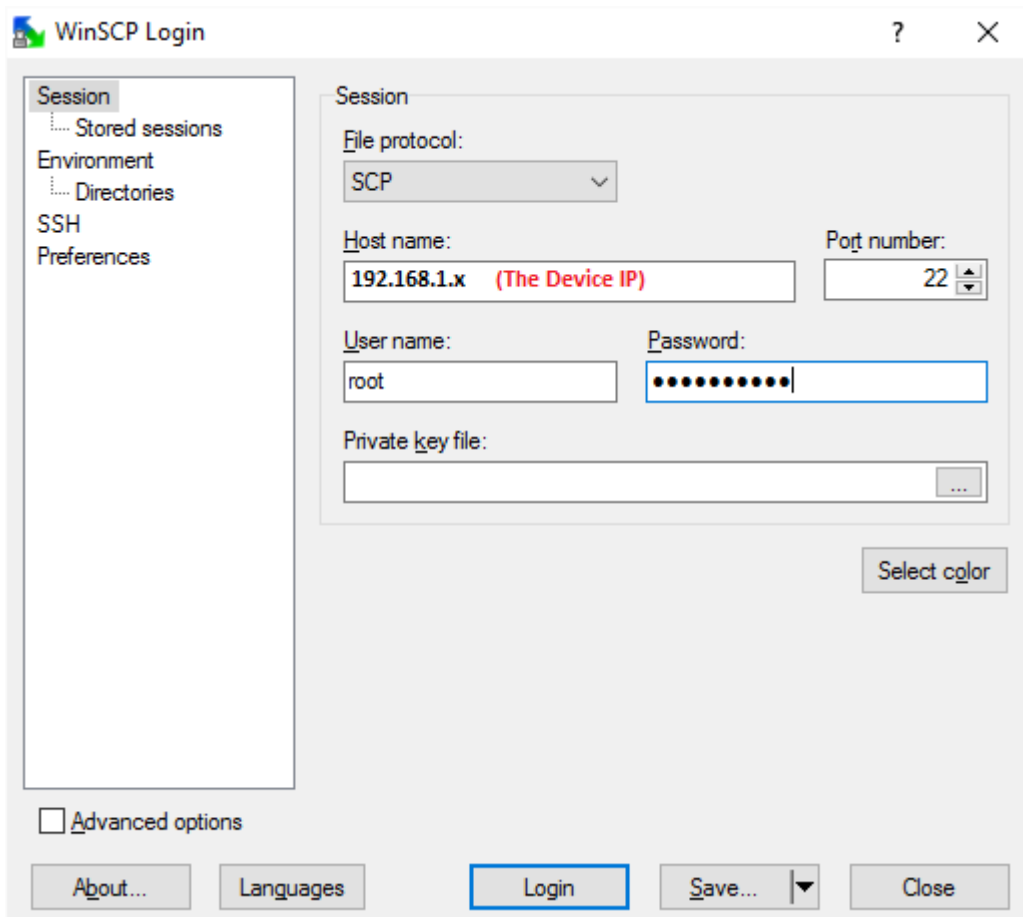 WinSCP Login
Session
Stored sessions
Environment
Directories
SSH
Preferences
Session
File protocol:
SCP
Host name:
Port number:
192.168.1.x (The Device IP)
22
User name:
Password:
root
••••••••••
Private key file:
...
Select color
Advanced options
About...
Languages
Login
Save...
Close